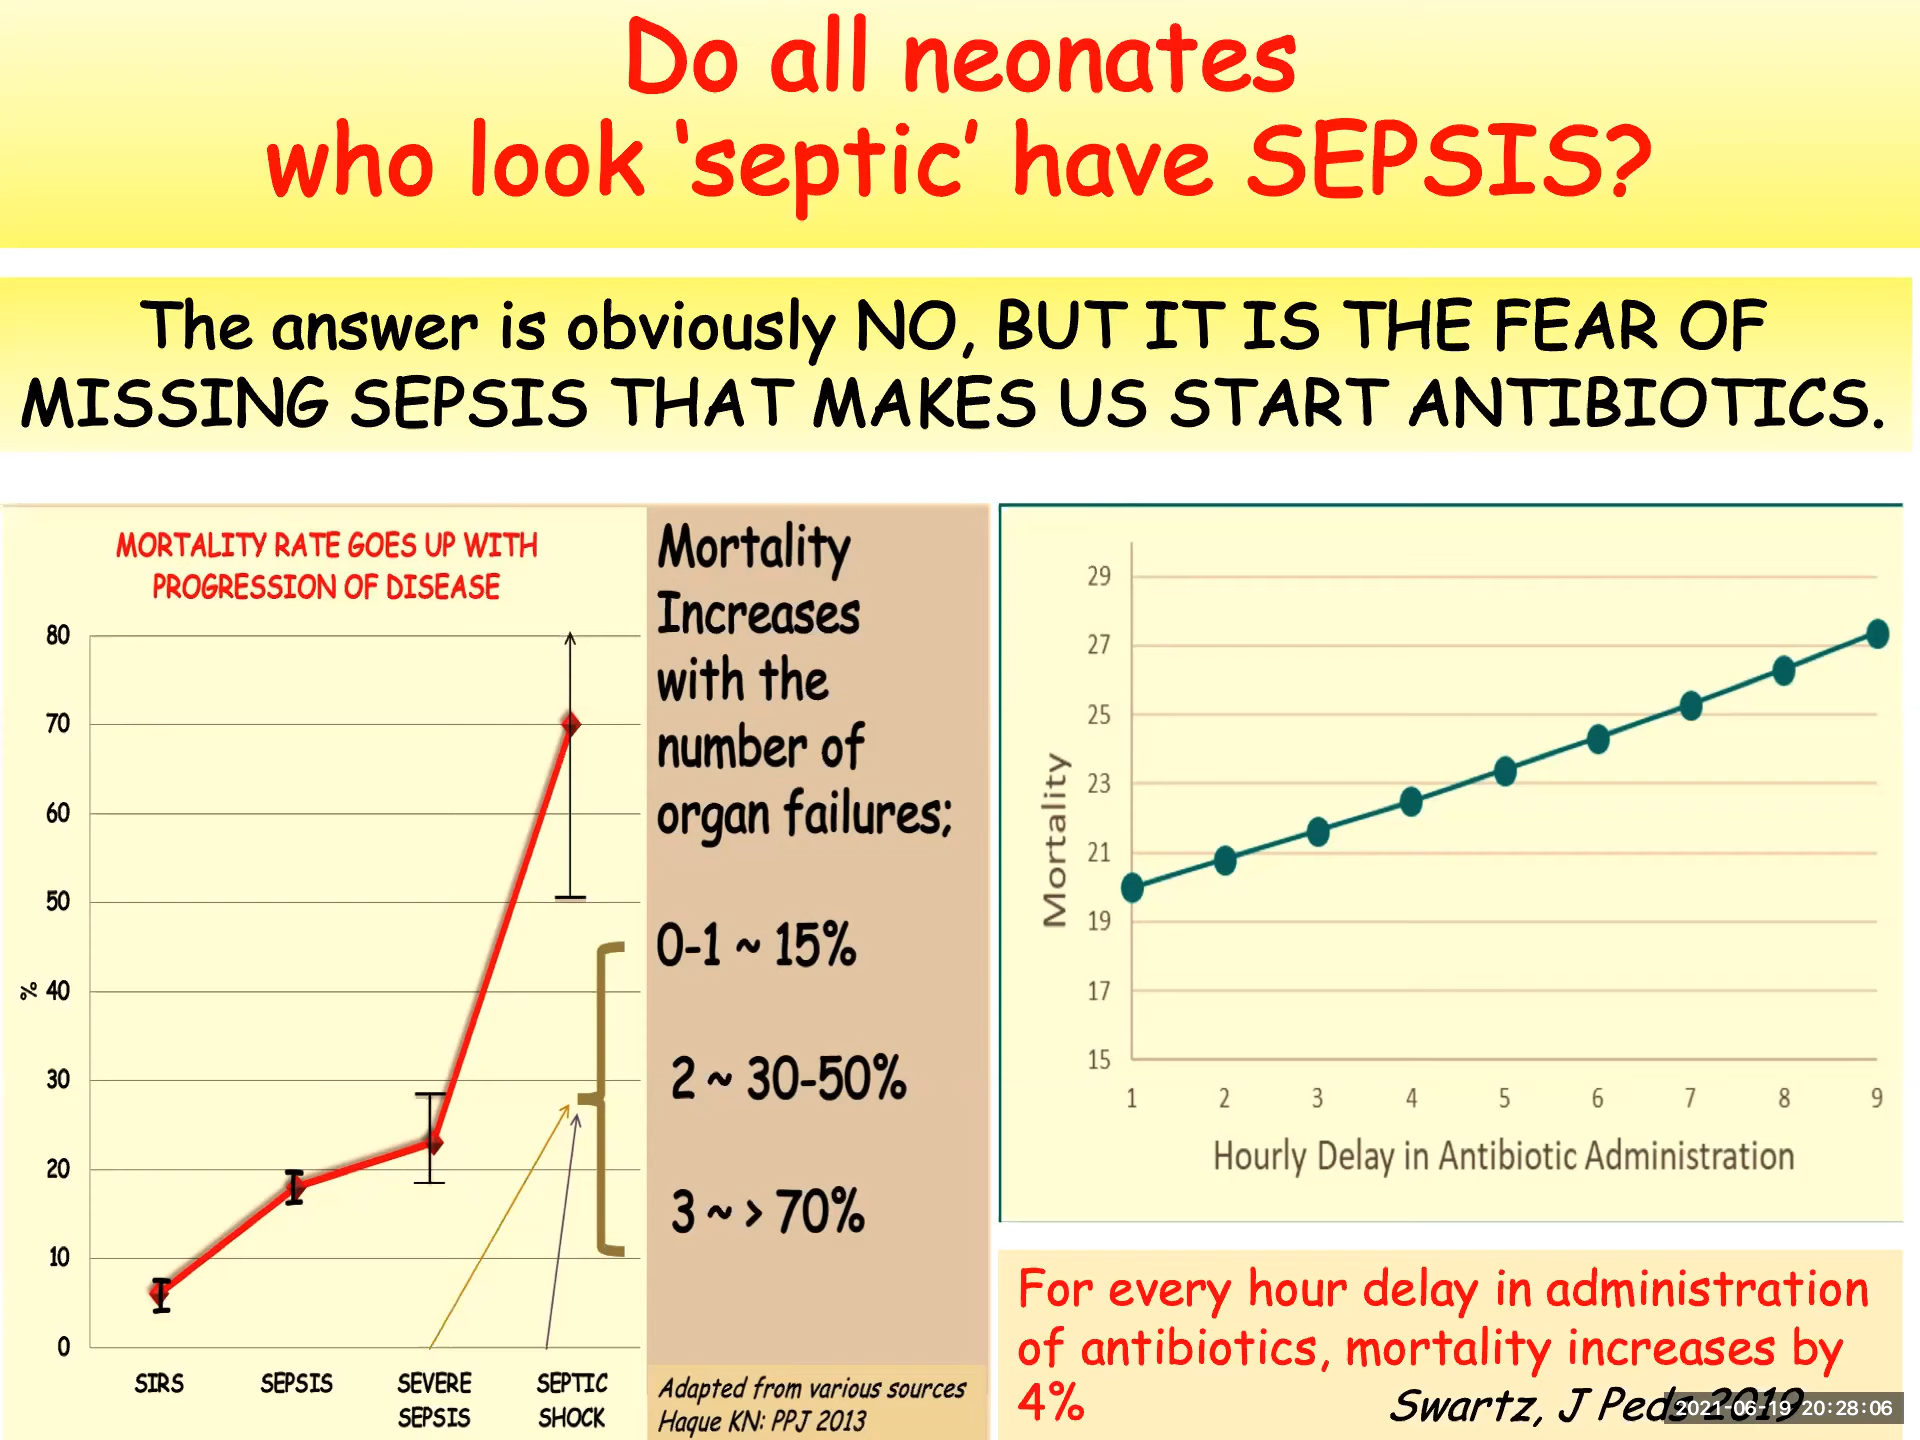 Do all neonates
who look ‘septic’ have SEPSIS?
The answer is obviously NO, BUT IT IS THE FEAR OF
MISSING SEPSIS THAT MAKES US START ANTIBIOTICS.
MORTALITY RATE GOES UP WITH
PROGRESSION OF DISEASE
80
70
60
50
% 40
30
20
10
0
SIRS SEPSIS SEVERE SEPTIC
SEPSIS SHOCK
Mortality
Increases
with the
number of
organ failures;
0-1 ~ 15%
2 ~ 30-50%
3 ~ > 70%
Adapted from various sources
Haque KN: PPJ 2013
29
27
25
23
21
19
17
15
Mortality
1 2 3 4 5 6 7 8 9
Hourly Delay in Antibiotic Administration
For every hour delay in administration
of antibiotics, mortality increases by
4% Swartz, J Peds 2019
2021-06-19 20:28:06